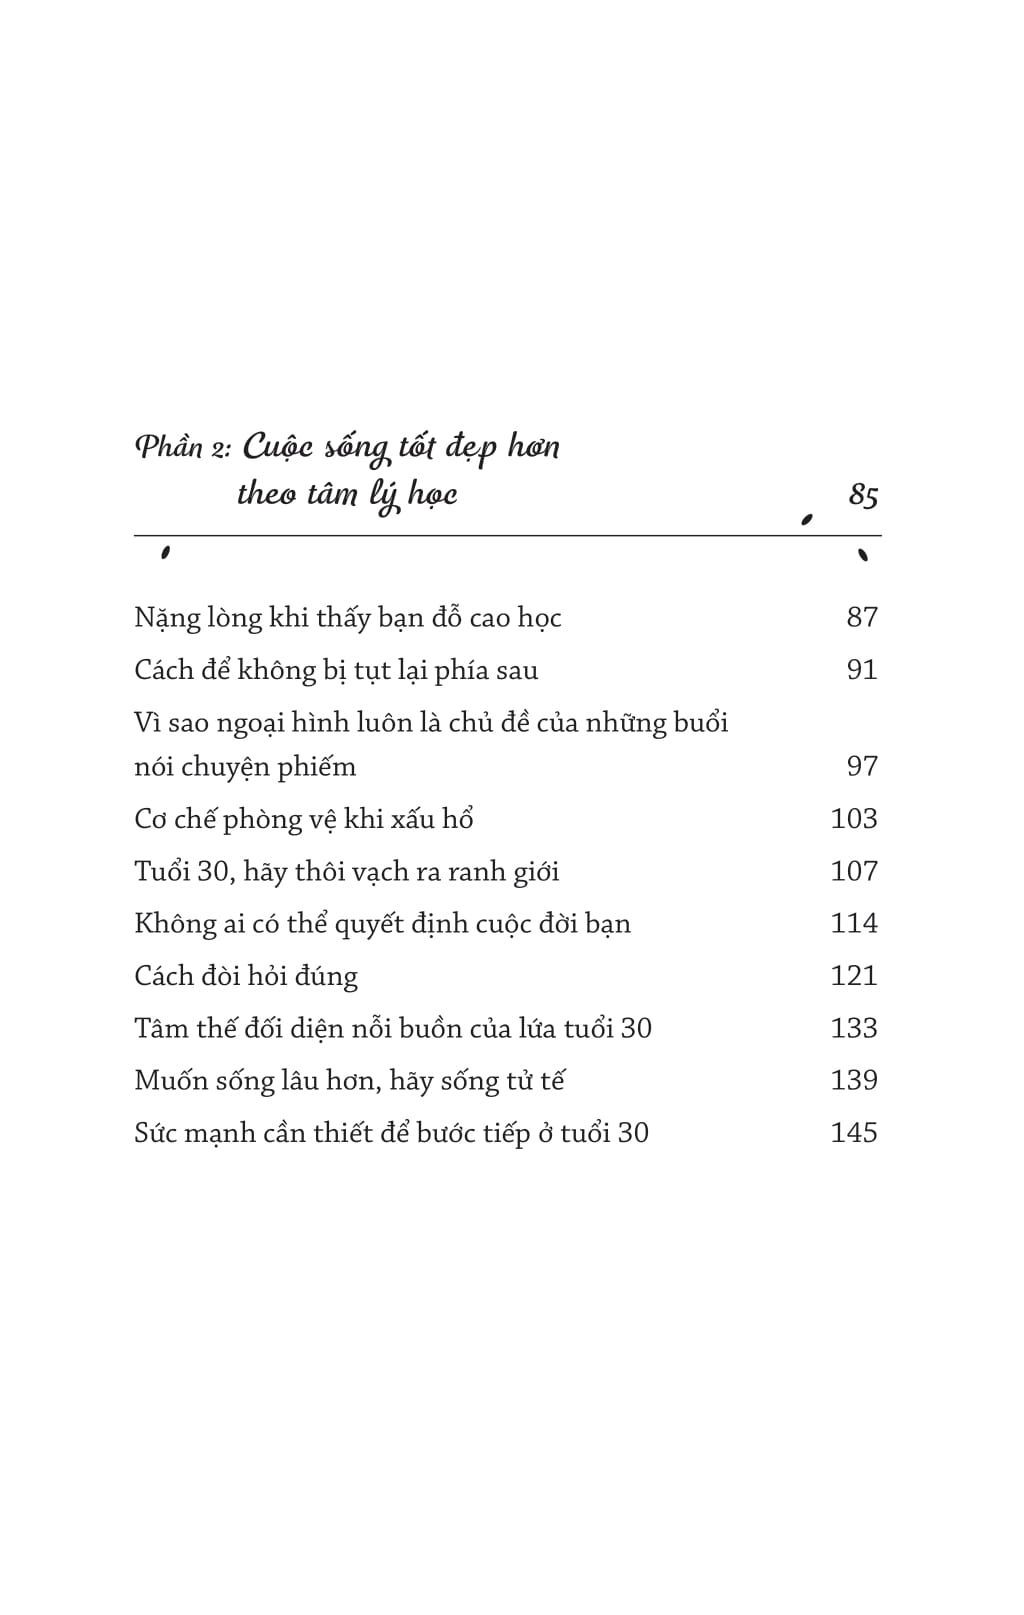 Phần 2: Cuộc sống tốt đẹp hơn
theo tâm lý học 85
Nặng lòng khi thấy bạn đỗ cao học 87
Cách để không bị tụt lại phía sau 91
Vì sao ngoại hình luôn là chủ đề của những buổi
nói chuyện phiếm 97
Cơ chế phòng vệ khi xấu hổ 103
Tuổi 30, hãy thôi vạch ra ranh giới 107
Không ai có thể quyết định cuộc đời bạn 114
Cách đòi hỏi đúng 121
Tâm thế đối diện nỗi buồn của lứa tuổi 30 133
Muốn sống lâu hơn, hãy sống tử tế 139
Sức mạnh cần thiết để bước tiếp ở tuổi 30 145